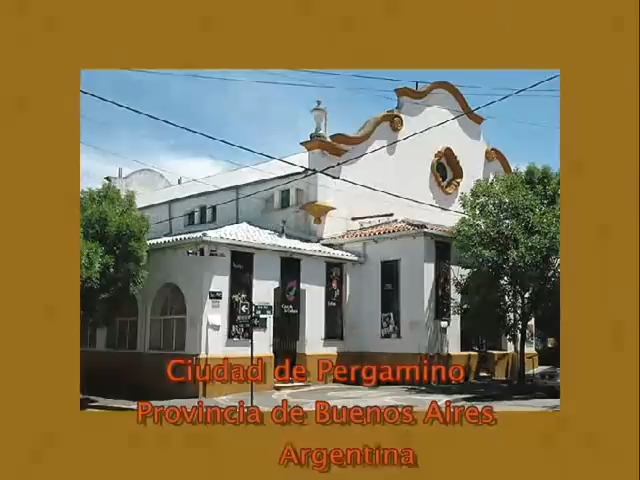 Ciudad de Pergamino
Provincia de Buenos Aires
Argentina